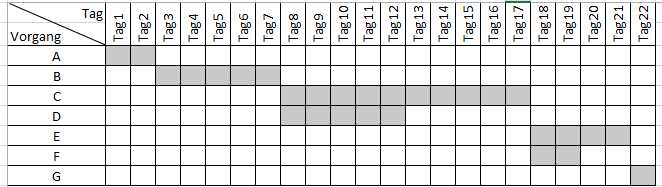 Tag
Vorgang
Tag1 Tag2 Tag3 Tag4 Tag5 Tag6 Tag7 Tag8 Tag9 Tag10 Tag11 Tag12 Tag13 Tag14 Tag15 Tag16 Tag17 Tag18 Tag19 Tag20 Tag21 Tag22
A
B
C
D
E
F
G